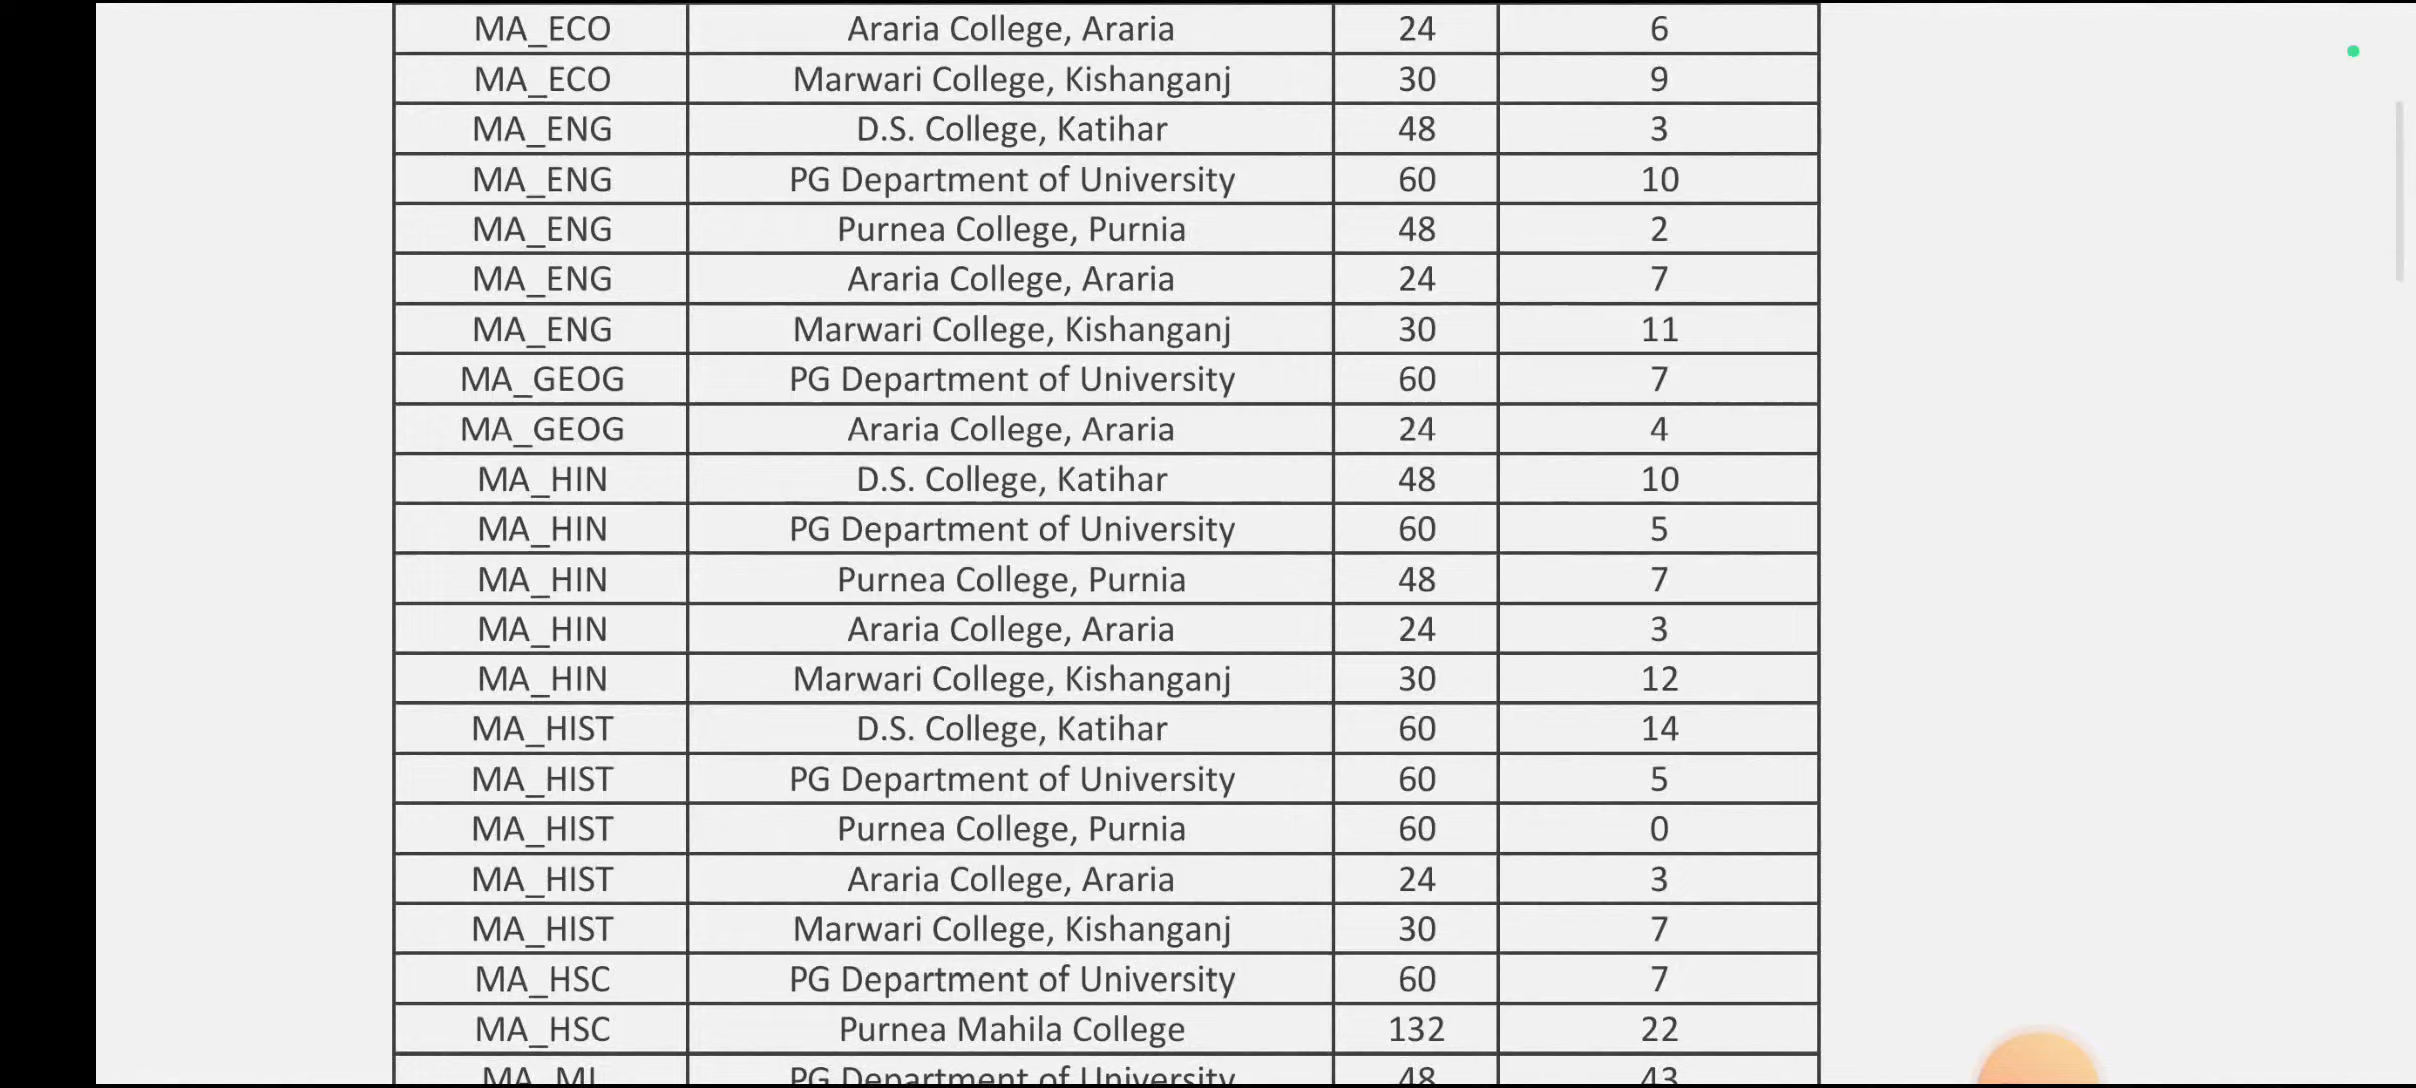 MA_ECO Araria College, Araria 24 6
MA_ECO Marwari College, Kishanganj 30 9
MA_ENG D.S. College, Katihar 48 3
MA_ENG PG Department of University 60 10
MA_ENG Purnea College, Purnia 48 2
MA_ENG Araria College, Araria 24 7
MA_ENG Marwari College, Kishanganj 30 11
MA_GEOG PG Department of University 60 7
MA_GEOG Araria College, Araria 24 4
MA_HIN D.S. College, Katihar 48 10
MA_HIN PG Department of University 60 5
MA_HIN Purnea College, Purnia 48 7
MA_HIN Araria College, Araria 24 3
MA_HIN Marwari College, Kishanganj 30 12
MA_HIST D.S. College, Katihar 60 14
MA_HIST PG Department of University 60 5
MA_HIST Purnea College, Purnia 60 0
MA_HIST Araria College, Araria 24 3
MA_HIST Marwari College, Kishanganj 30 7
MA_HSC PG Department of University 60 7
MA_HSC Purnea Mahila College 132 22
PG Department of University 48 43